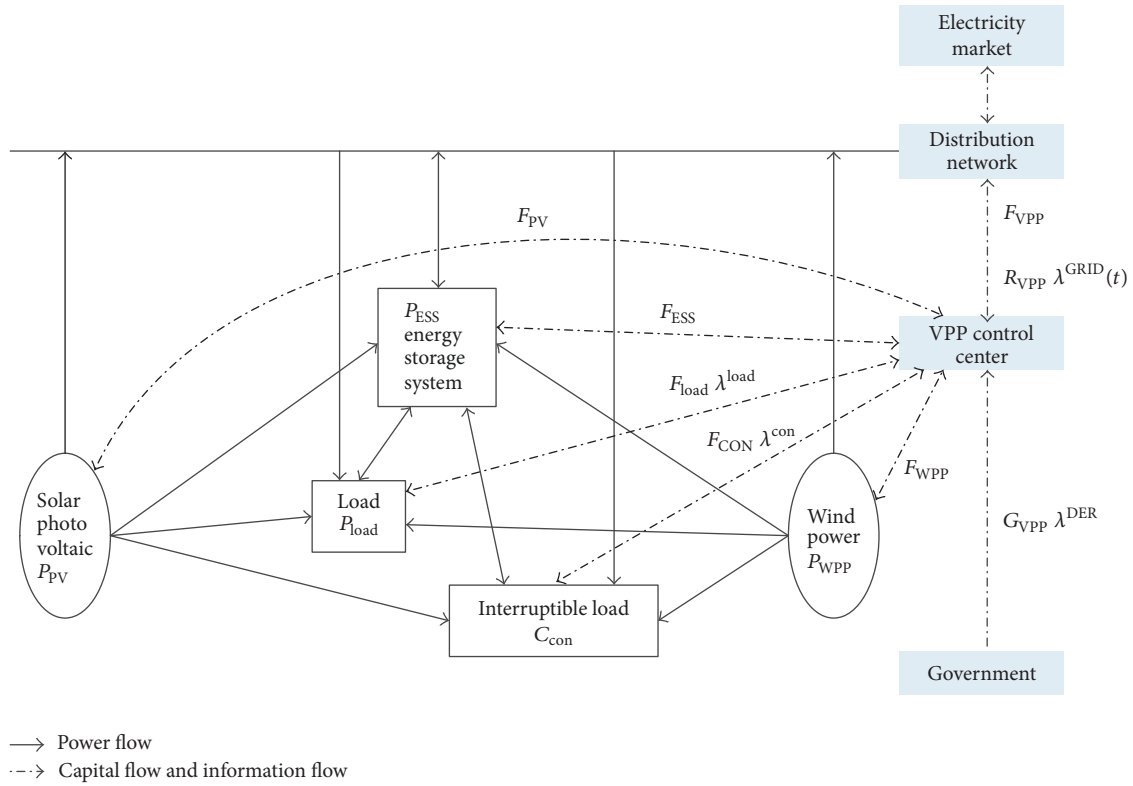 Electricity
market
Distribution
network
F_VPP
F_PV
R_VPP λ^GRID(t)
P_ESS
energy
storage
system
F_ESS
VPP control
center
F_load λ^load
F_CON λ^con
F_WPP
Solar
photo
voltaic
P_PV
Load
P_load
Wind
power
P_WPP
G_VPP λ^DER
Interruptible load
C_con
Government
Power flow
Capital flow and information flow